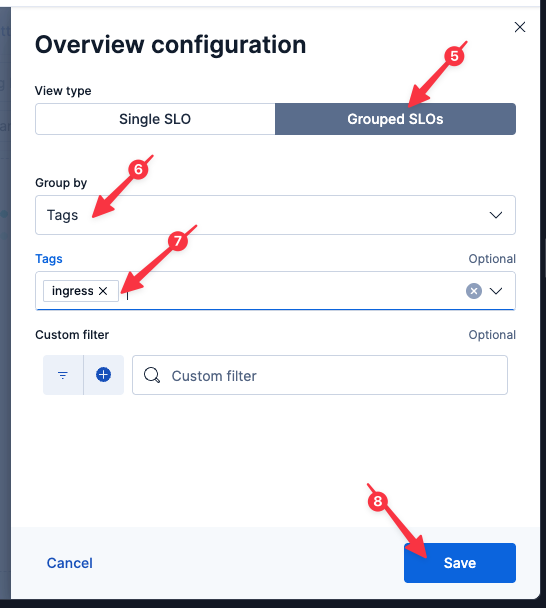 Overview configuration
5
View type
Single SLO
Grouped SLOs
6
Group by
Tags
7
Tags
Optional
ingress
Custom filter
Optional
Custom filter
8
Cancel
Save